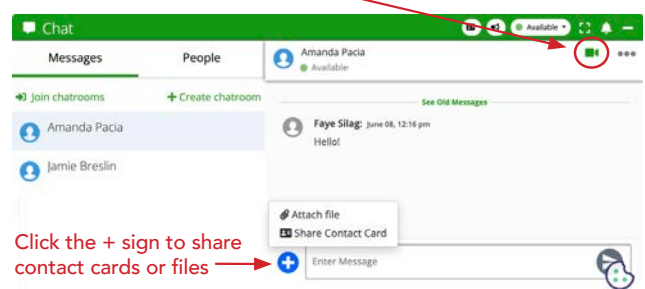 Chat
Available
Messages
People
Amanda Pacia
Available
Join chatrooms
+ Create chatroom
See Old Messages
Amanda Pacia
Faye Silag: June 08, 12:16 pm
Hello!
Jamie Breslin
Attach file
Share Contact Card
Click the + sign to share
contact cards or files
Enter Message